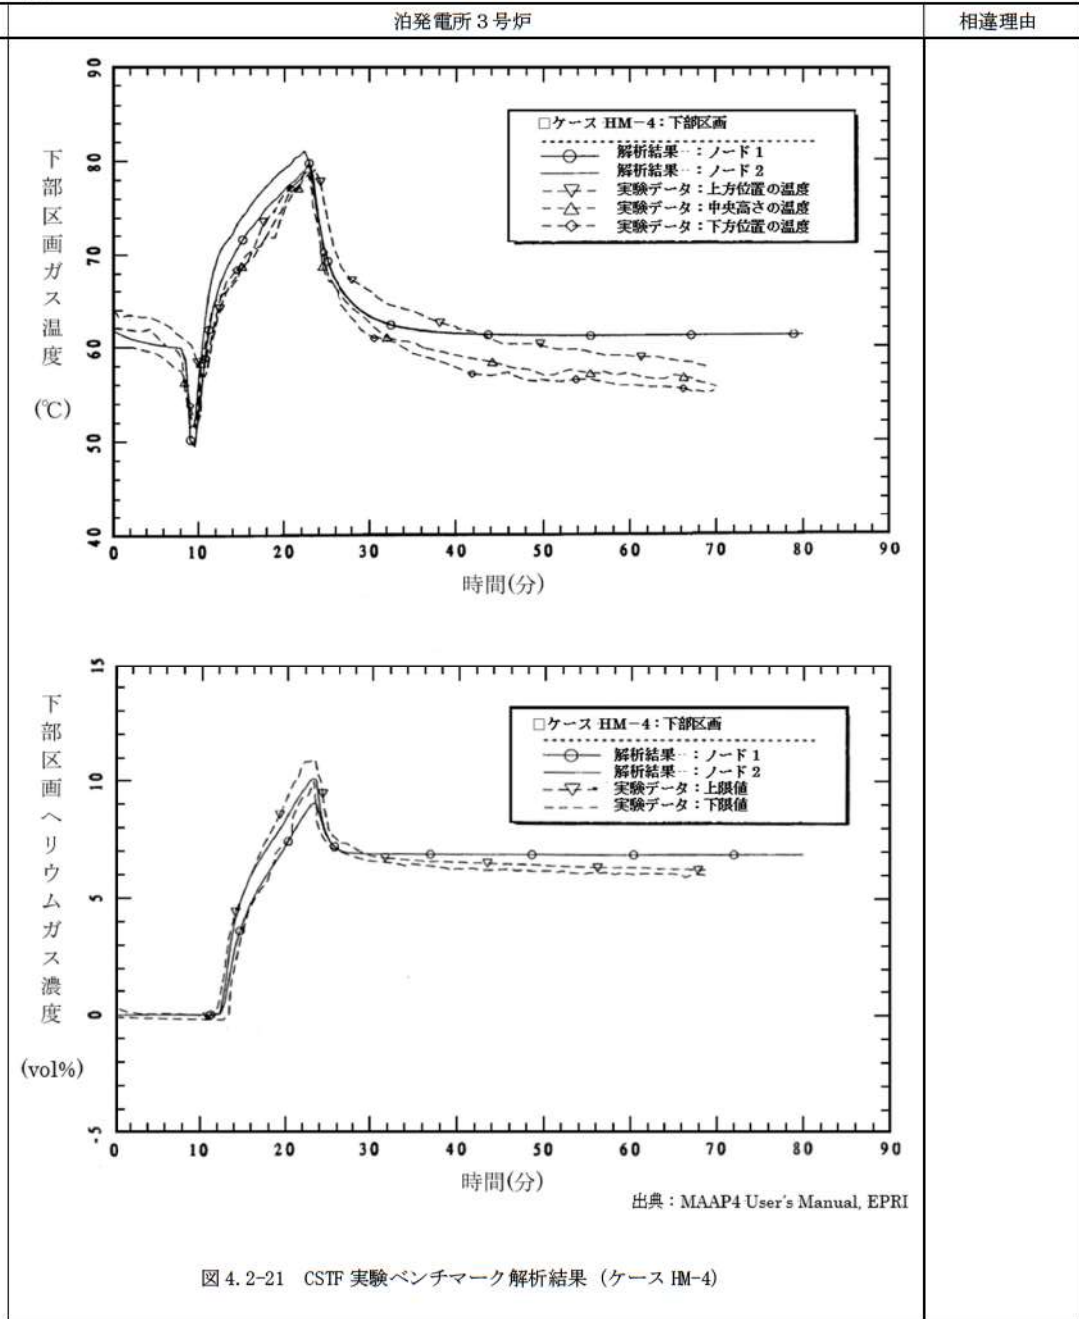 泊発電所3号炉
相違理由
90
80
70
60
50
40
下部区画ガス温度
(℃)
□ケース HM-4:下部区画
解析結果 :ノード1
解析結果 :ノード2
実験データ:上方位置の温度
実験データ:中央高さの温度
実験データ:下方位置の温度
0 10 20 30 40 50 60 70 80 90
時間(分)
15
10
5
0
-5
下部区画ヘリウムガス濃度
(vol%)
□ケース HM-4:下部区画
解析結果 :ノード1
解析結果 :ノード2
実験データ:上限値
実験データ:下限値
0 10 20 30 40 50 60 70 80 90
時間(分)
出典:MAAP4 User's Manual, EPRI
図 4.2-21 CSTF 実験ベンチマーク解析結果(ケース HM-4)